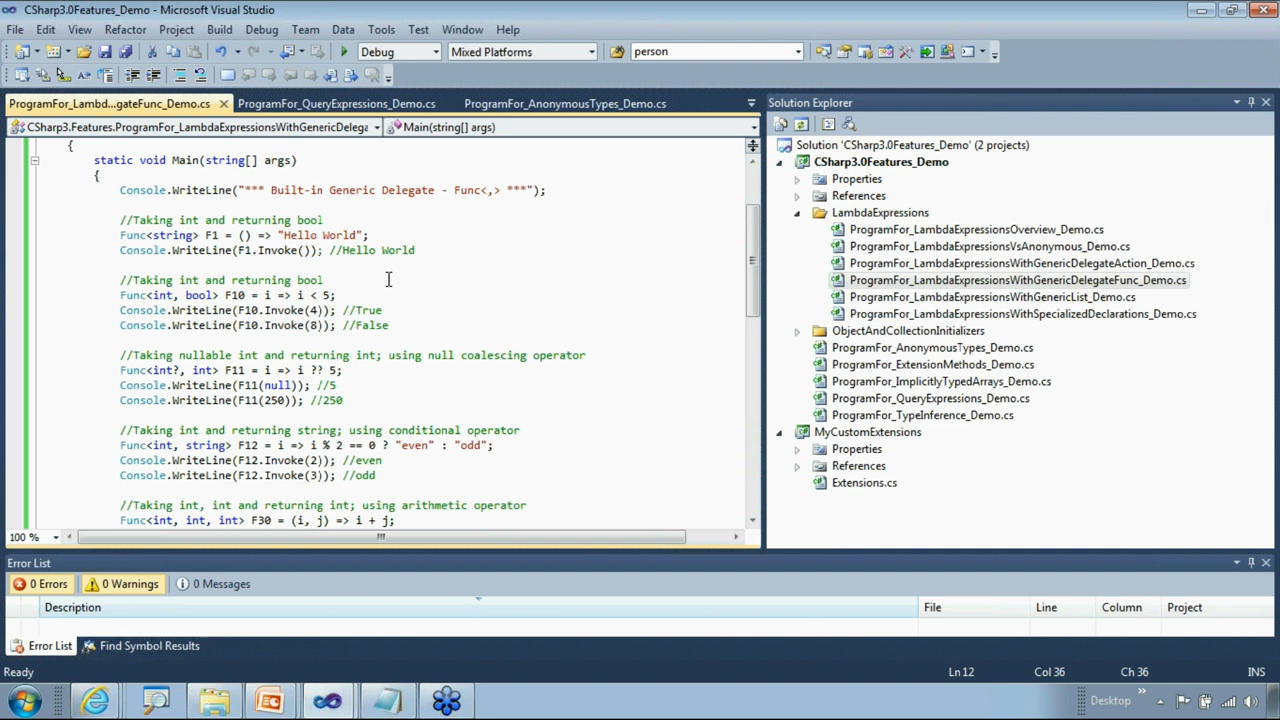 CSharp3.0Features_Demo - Microsoft Visual Studio
File Edit View Refactor Project Build Debug Team Data Tools Test Window Help
Debug Mixed Platforms person
ProgramFor_Lambd...gateFunc_Demo.cs ProgramFor_QueryExpressions_Demo.cs ProgramFor_AnonymousTypes_Demo.cs
CSharp3.Features.ProgramFor_LambdaExpressionsWithGenericDelega Main(string[] args)
{
static void Main(string[] args)
{
Console.WriteLine("*** Built-in Generic Delegate - Func<,> ***");
//Taking int and returning bool
Func<string> F1 = () => "Hello World";
Console.WriteLine(F1.Invoke()); //Hello World
//Taking int and returning bool
Func<int, bool> F10 = i => i < 5;
Console.WriteLine(F10.Invoke(4)); //True
Console.WriteLine(F10.Invoke(8)); //False
//Taking nullable int and returning int; using null coalescing operator
Func<int?, int> F11 = i => i ?? 5;
Console.WriteLine(F11(null)); //5
Console.WriteLine(F11(250)); //250
//Taking int and returning string; using conditional operator
Func<int, string> F12 = i => i % 2 == 0 ? "even" : "odd";
Console.WriteLine(F12.Invoke(2)); //even
Console.WriteLine(F12.Invoke(3)); //odd
//Taking int, int and returning int; using arithmetic operator
Func<int, int, int> F30 = (i, j) => i + j;
100 %
Solution Explorer
Solution 'CSharp3.0Features_Demo' (2 projects)
CSharp3.0Features_Demo
Properties
References
LambdaExpressions
ProgramFor_LambdaExpressionsOverview_Demo.cs
ProgramFor_LambdaExpressionsVsAnonymous_Demo.cs
ProgramFor_LambdaExpressionsWithGenericDelegateAction_Demo.cs
ProgramFor_LambdaExpressionsWithGenericDelegateFunc_Demo.cs
ProgramFor_LambdaExpressionsWithGenericList_Demo.cs
ProgramFor_LambdaExpressionsWithSpecializedDeclarations_Demo.cs
ObjectAndCollectionInitializers
ProgramFor_AnonymousTypes_Demo.cs
ProgramFor_ExtensionMethods_Demo.cs
ProgramFor_ImplicitlyTypedArrays_Demo.cs
ProgramFor_QueryExpressions_Demo.cs
ProgramFor_TypeInference_Demo.cs
MyCustomExtensions
Properties
References
Extensions.cs
Error List
0 Errors 0 Warnings 0 Messages
Description File Line Column Project
Error List Find Symbol Results
Ready Ln 12 Col 36 Ch 36 INS
Desktop